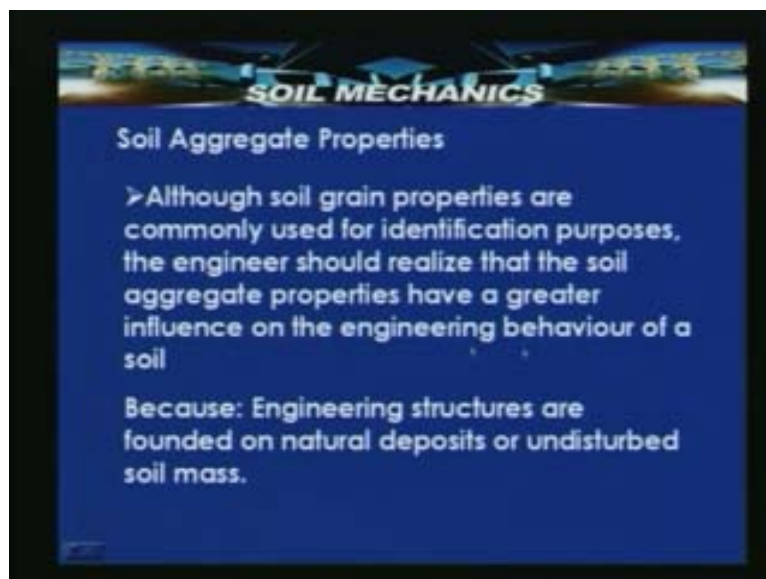 SOIL MECHANICS
Soil Aggregate Properties
➢Although soil grain properties are
commonly used for identification purposes,
the engineer should realize that the soil
aggregate properties have a greater
influence on the engineering behaviour of a
soil
Because: Engineering structures are
founded on natural deposits or undisturbed
soil mass.